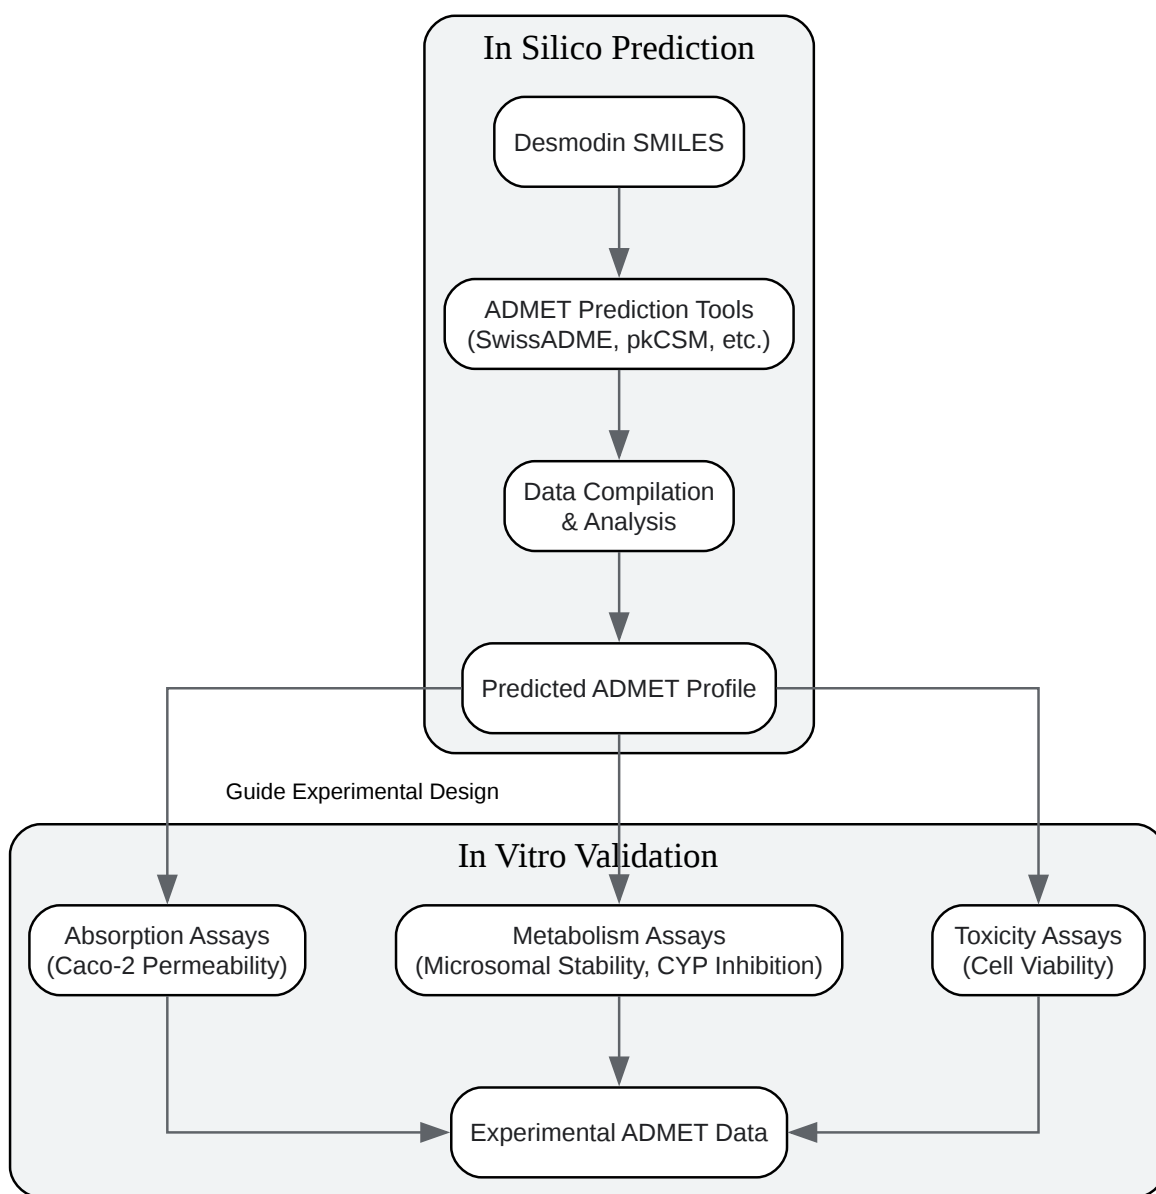 In Silico Prediction
Desmodin SMILES
ADMET Prediction Tools
(SwissADME, pkCSM, etc.)
Data Compilation
& Analysis
Predicted ADMET Profile
Guide Experimental Design
In Vitro Validation
Absorption Assays
(Caco-2 Permeability)
Metabolism Assays
(Microsomal Stability, CYP Inhibition)
Toxicity Assays
(Cell Viability)
Experimental ADMET Data